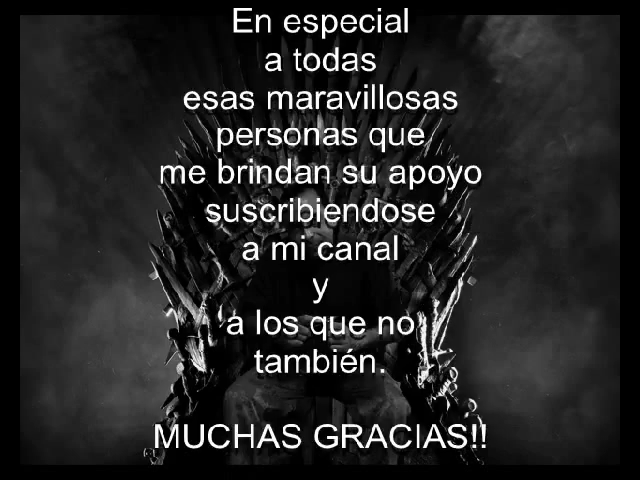 En especial
a todas
esas maravillosas
personas que
me brindan su apoyo
suscribiendose
a mi canal
y
a los que no
también.
MUCHAS GRACIAS!!